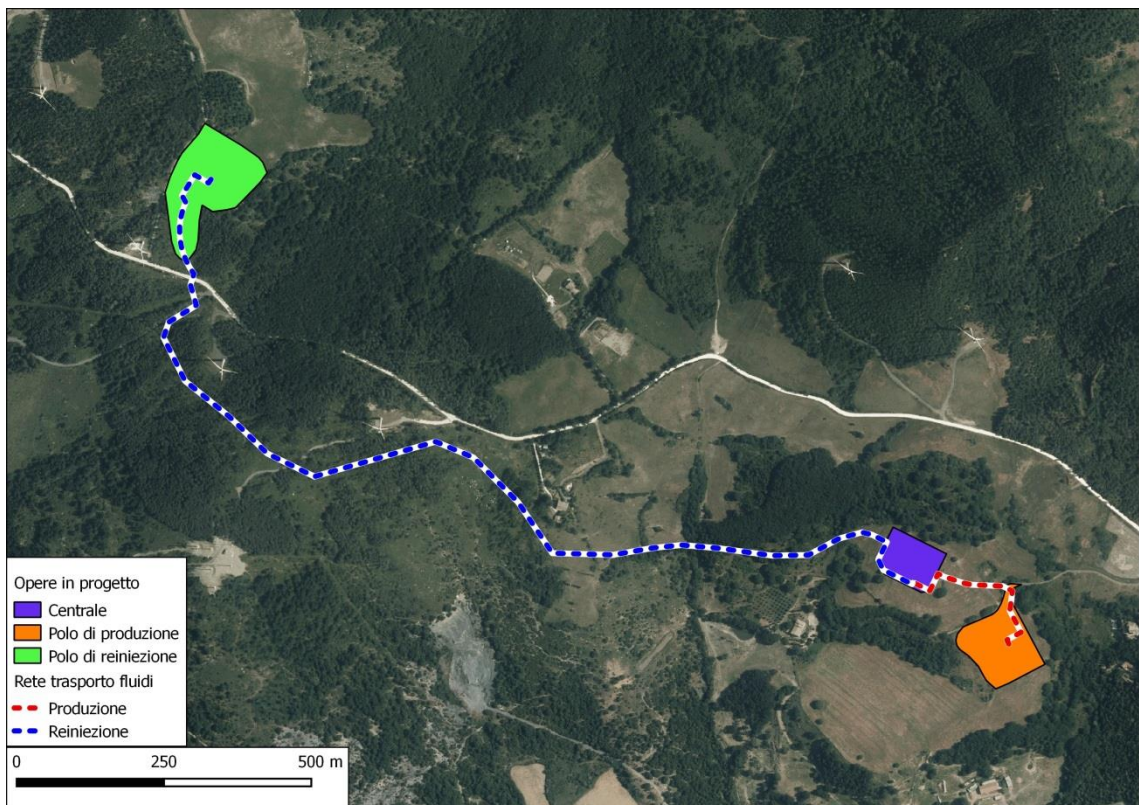 Opere in progetto
Centrale
Polo di produzione
Polo di reiniezione
Rete trasporto fluidi
Produzione
Reiniezione
0 250 500 m